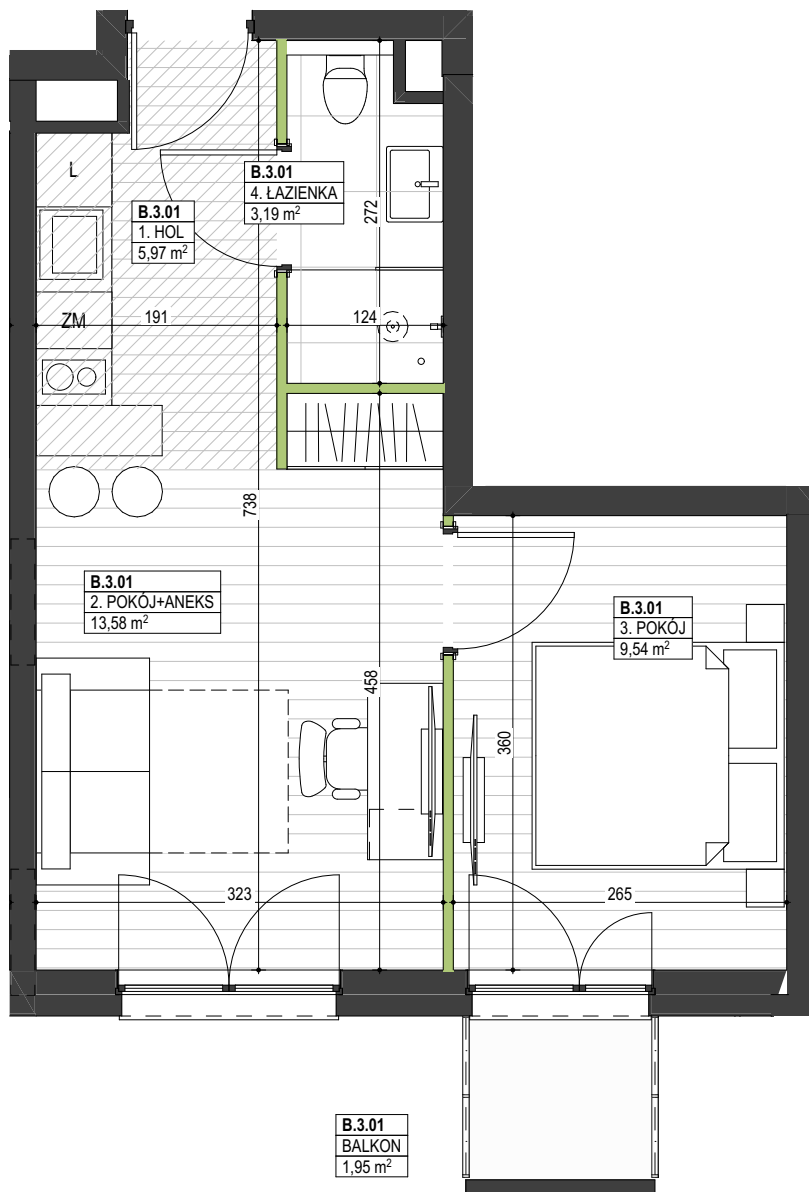 L
B.3.01
4. ŁAZIENKA
3,19 m²
B.3.01
1. HOL
5,97 m²
272
ZM
191
124
738
B.3.01
2. POKÓJ+ANEKS
13,58 m²
B.3.01
3. POKÓJ
9,54 m²
458
360
323
265
B.3.01
BALKON
1,95 m²